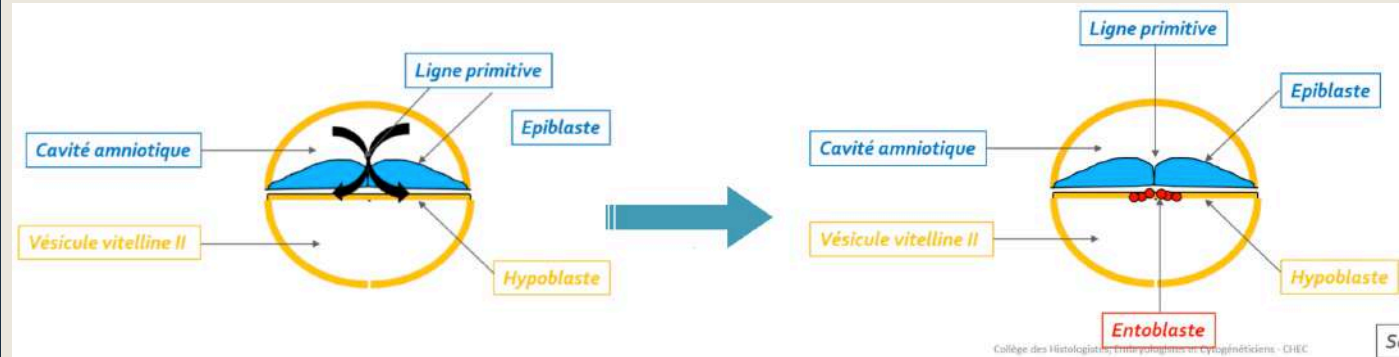 Ligne primitive
Epiblaste
Cavité amniotique
Vésicule vitelline II
Hypoblaste
Ligne primitive
Epiblaste
Cavité amniotique
Vésicule vitelline II
Hypoblaste
Entoblaste
Collège des Histologistes, Embryologistes et Cytogénéticiens - CHEC